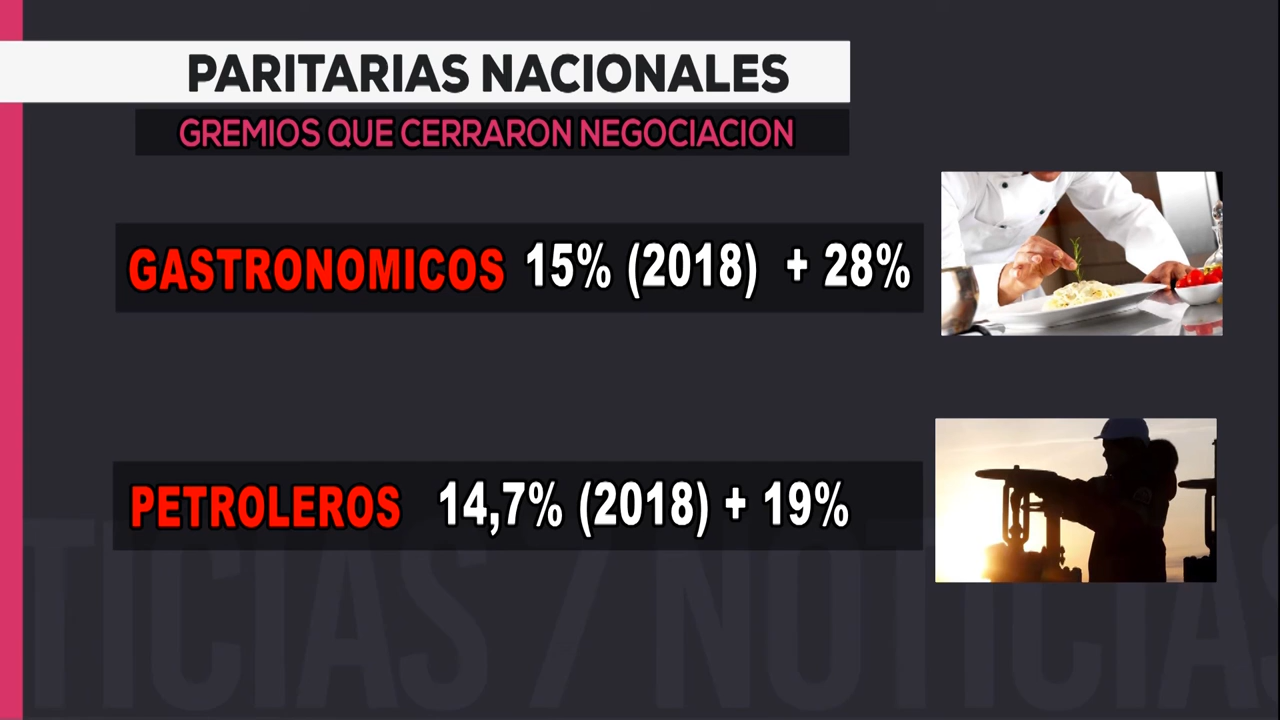 PARITARIAS NACIONALES
GREMIOS QUE CERRARON NEGOCIACION
GASTRONOMICOS 15% (2018) + 28%
PETROLEROS 14,7% (2018) + 19%
TICIAS / NOTICIAS